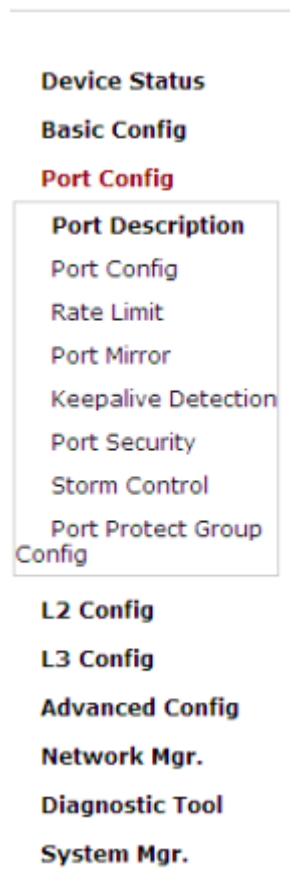 Device Status
Basic Config
Port Config
Port Description
Port Config
Rate Limit
Port Mirror
Keepalive Detection
Port Security
Storm Control
Port Protect Group
Config
L2 Config
L3 Config
Advanced Config
Network Mgr.
Diagnostic Tool
System Mgr.